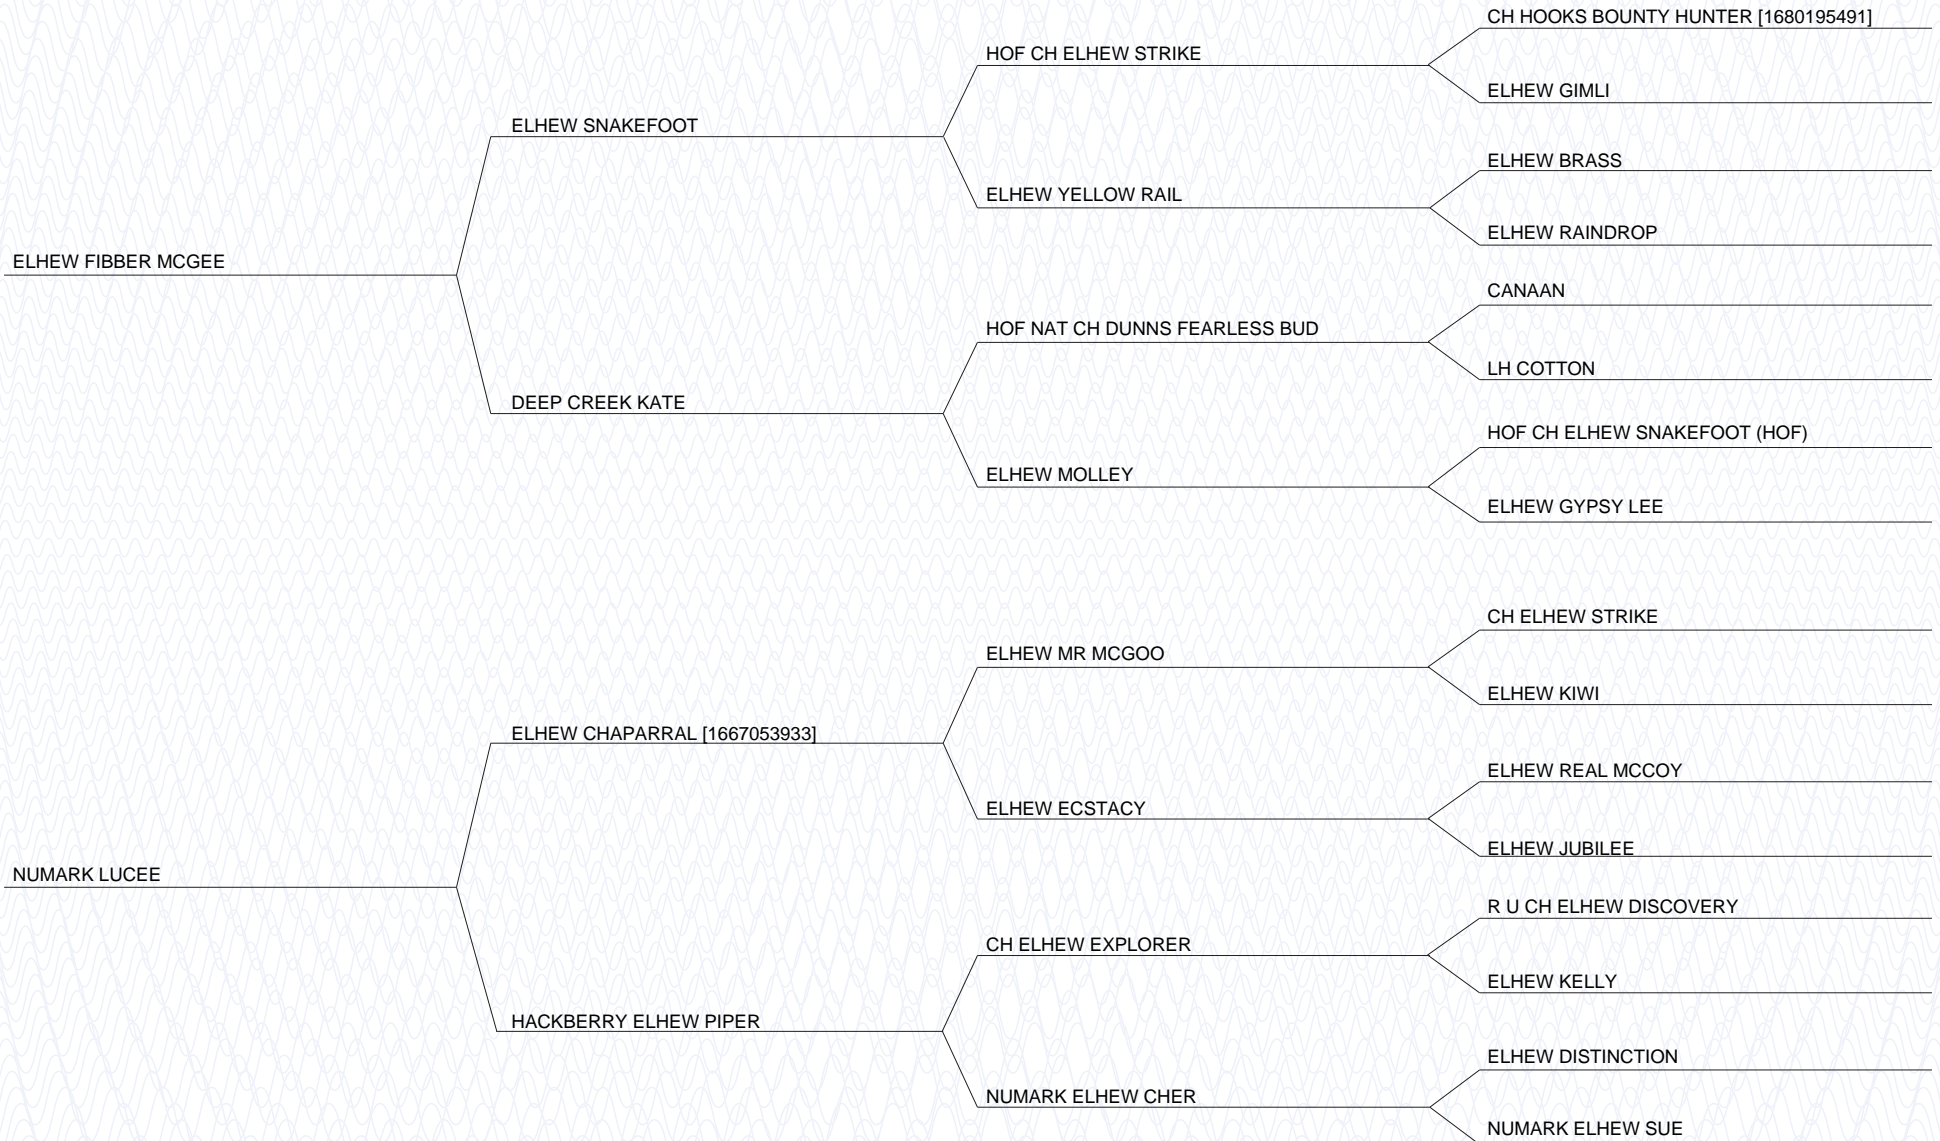 CH HOOKS BOUNTY HUNTER [1680195491]
HOF CH ELHEW STRIKE
ELHEW GIMLI
ELHEW SNAKEFOOT
ELHEW BRASS
ELHEW YELLOW RAIL
ELHEW RAINDROP
ELHEW FIBBER MCGEE
CANAAN
HOF NAT CH DUNNS FEARLESS BUD
LH COTTON
DEEP CREEK KATE
HOF CH ELHEW SNAKEFOOT (HOF)
ELHEW MOLLEY
ELHEW GYPSY LEE
CH ELHEW STRIKE
ELHEW MR MCGOO
ELHEW KIWI
ELHEW CHAPARRAL [1667053933]
ELHEW REAL MCCOY
ELHEW ECSTACY
ELHEW JUBILEE
NUMARK LUCEE
R U CH ELHEW DISCOVERY
CH ELHEW EXPLORER
ELHEW KELLY
HACKBERRY ELHEW PIPER
ELHEW DISTINCTION
NUMARK ELHEW CHER
NUMARK ELHEW SUE